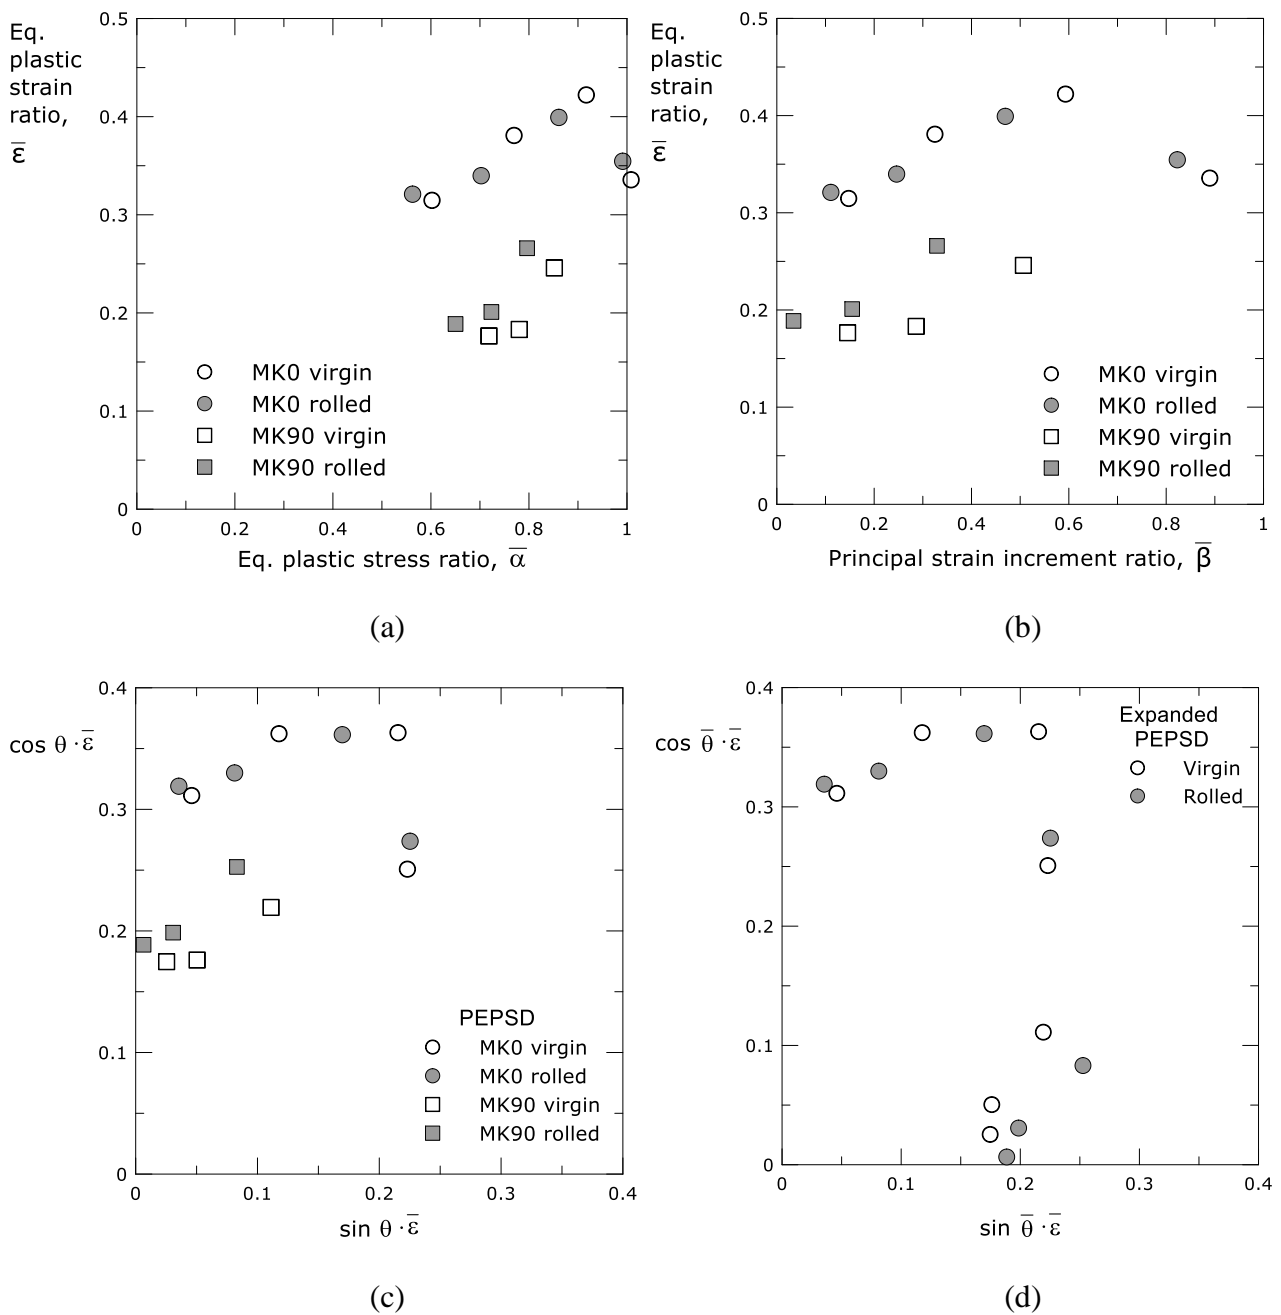 Eq.
plastic
strain
ratio,
ε̅
0.5
0.4
0.3
0.2
0.1
0
MK0 virgin
MK0 rolled
MK90 virgin
MK90 rolled
0 0.2 0.4 0.6 0.8 1
Eq. plastic stress ratio, α̅
(a)
Eq.
plastic
strain
ratio,
ε̅
0.5
0.4
0.3
0.2
0.1
0
MK0 virgin
MK0 rolled
MK90 virgin
MK90 rolled
0 0.2 0.4 0.6 0.8 1
Principal strain increment ratio, β̅
(b)
cos θ · ε̅
0.4
0.3
0.2
0.1
0
PEPSD
MK0 virgin
MK0 rolled
MK90 virgin
MK90 rolled
0 0.1 0.2 0.3 0.4
sin θ · ε̅
(c)
cos θ̅ · ε̅
0.4
0.3
0.2
0.1
0
Expanded
PEPSD
Virgin
Rolled
0 0.1 0.2 0.3 0.4
sin θ̅ · ε̅
(d)